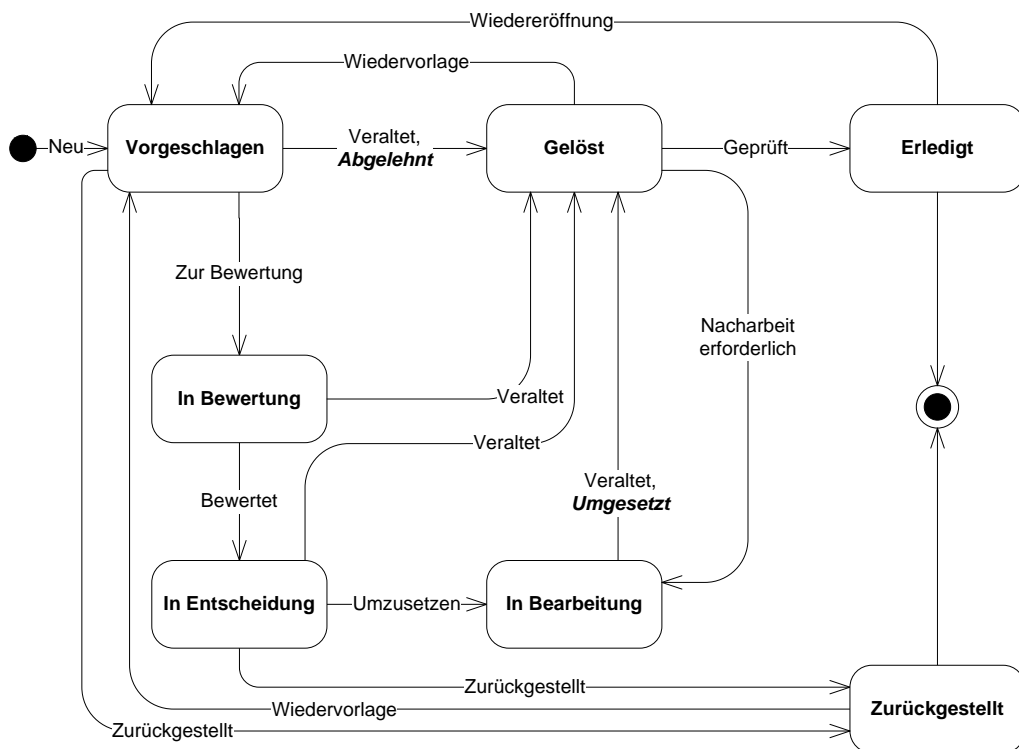 Wiedereröffnung
Wiedervorlage
Neu
Vorgeschlagen
Veraltet,
Abgelehnt
Gelöst
Geprüft
Erledigt
Zur Bewertung
Nacharbeit
erforderlich
In Bewertung
Veraltet
Veraltet
Veraltet,
Umgesetzt
Bewertet
In Entscheidung
Umzusetzen
In Bearbeitung
Zurückgestellt
Wiedervorlage
Zurückgestellt
Zurückgestellt